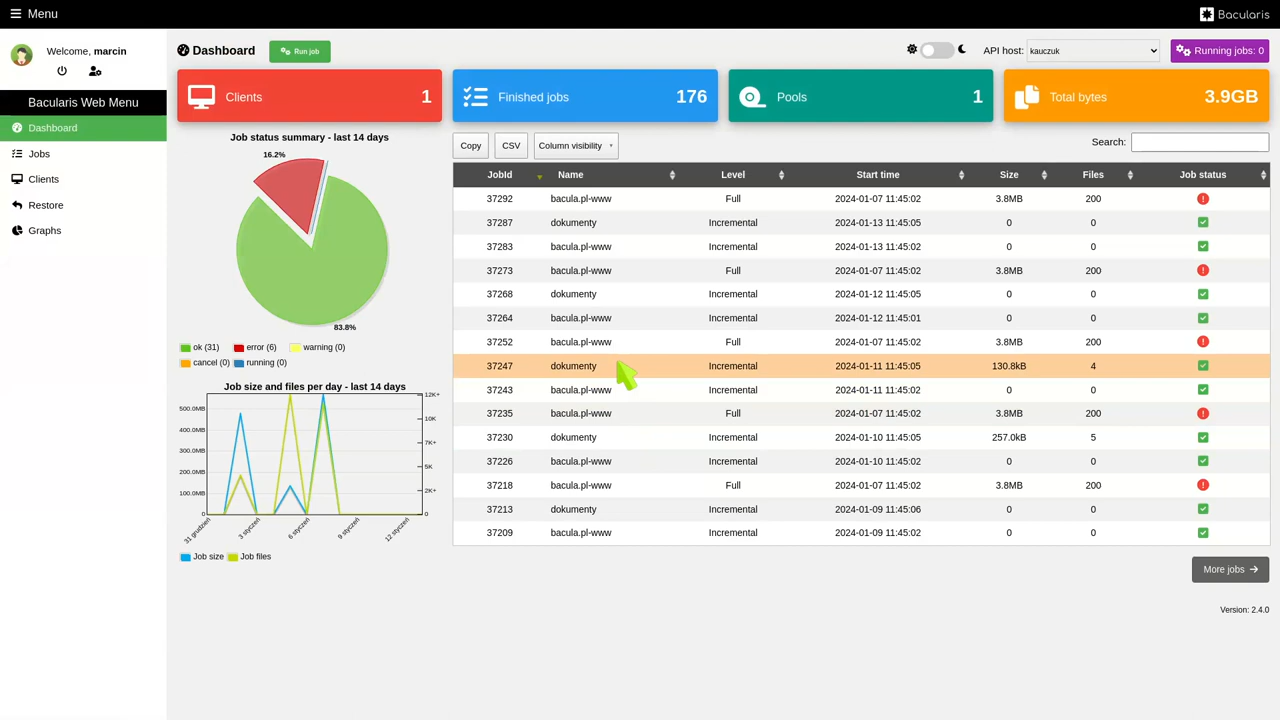 Menu
Bacularis
Welcome, marcin
Bacularis Web Menu
Dashboard
Jobs
Clients
Restore
Graphs
Dashboard
Run job
API host:
kauczuk
Running jobs: 0
Clients 1
Finished jobs 176
Pools 1
Total bytes 3.9GB
Job status summary - last 14 days
16.2%
83.8%
ok (31) error (6) warning (0)
cancel (0) running (0)
Job size and files per day - last 14 days
500.0MB
400.0MB
300.0MB
200.0MB
100.0MB
0
12K+
10K
7K+
5K
2K+
0
31 grudzień
3 styczeń
6 styczeń
9 styczeń
12 styczeń
Job size Job files
Copy CSV Column visibility
Search:
JobId Name Level Start time Size Files Job status
37292 bacula.pl-www Full 2024-01-07 11:45:02 3.8MB 200
37287 dokumenty Incremental 2024-01-13 11:45:05 0 0
37283 bacula.pl-www Incremental 2024-01-13 11:45:02 0 0
37273 bacula.pl-www Full 2024-01-07 11:45:02 3.8MB 200
37268 dokumenty Incremental 2024-01-12 11:45:05 0 0
37264 bacula.pl-www Incremental 2024-01-12 11:45:01 0 0
37252 bacula.pl-www Full 2024-01-07 11:45:02 3.8MB 200
37247 dokumenty Incremental 2024-01-11 11:45:05 130.8kB 4
37243 bacula.pl-www Incremental 2024-01-11 11:45:02 0 0
37235 bacula.pl-www Full 2024-01-07 11:45:02 3.8MB 200
37230 dokumenty Incremental 2024-01-10 11:45:05 257.0kB 5
37226 bacula.pl-www Incremental 2024-01-10 11:45:02 0 0
37218 bacula.pl-www Full 2024-01-07 11:45:02 3.8MB 200
37213 dokumenty Incremental 2024-01-09 11:45:06 0 0
37209 bacula.pl-www Incremental 2024-01-09 11:45:02 0 0
More jobs
Version: 2.4.0